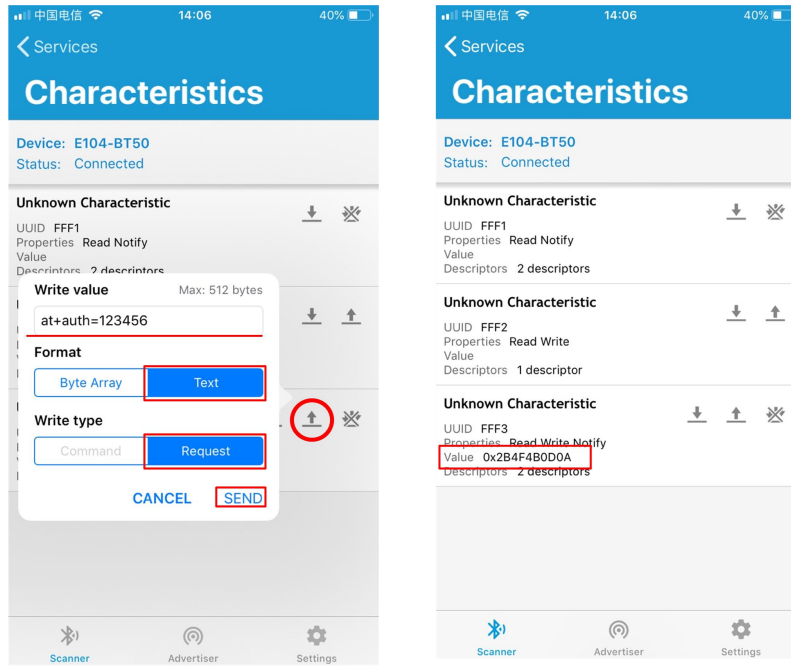 中国电信 14:06 40%
Services
Characteristics
Device: E104-BT50
Status: Connected
Unknown Characteristic
UUID FFF1
Properties Read Notify
Value
Descriptors 2 descriptors
Write value Max: 512 bytes
at+auth=123456
Format
Byte Array Text
Write type
Command Request
CANCEL SEND
Scanner Advertiser Settings
中国电信 14:06 40%
Services
Characteristics
Device: E104-BT50
Status: Connected
Unknown Characteristic
UUID FFF1
Properties Read Notify
Value
Descriptors 2 descriptors
Unknown Characteristic
UUID FFF2
Properties Read Write
Value
Descriptors 1 descriptor
Unknown Characteristic
UUID FFF3
Properties Read Write Notify
Value 0x2B4F4B0D0A
Descriptors 2 descriptors
Scanner Advertiser Settings